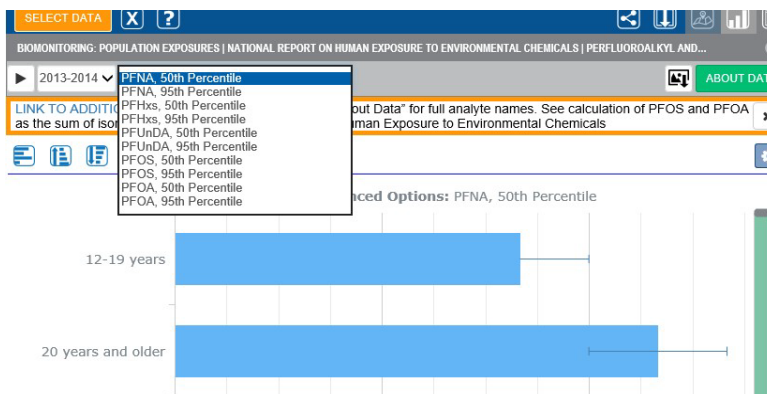 SELECT DATA X ?
BIOMONITORING: POPULATION EXPOSURES | NATIONAL REPORT ON HUMAN EXPOSURE TO ENVIRONMENTAL CHEMICALS | PERFLUOROALKYL AND...
2013-2014
PFNA, 50th Percentile
PFNA, 95th Percentile
PFHxs, 50th Percentile
PFHxs, 95th Percentile
PFUnDA, 50th Percentile
PFUnDA, 95th Percentile
PFOS, 50th Percentile
PFOS, 95th Percentile
PFOA, 50th Percentile
PFOA, 95th Percentile
ABOUT DAT
LINK TO ADDITIO out Data" for full analyte names. See calculation of PFOS and PFOA
as the sum of isor uman Exposure to Environmental Chemicals
nced Options: PFNA, 50th Percentile
12-19 years
20 years and older